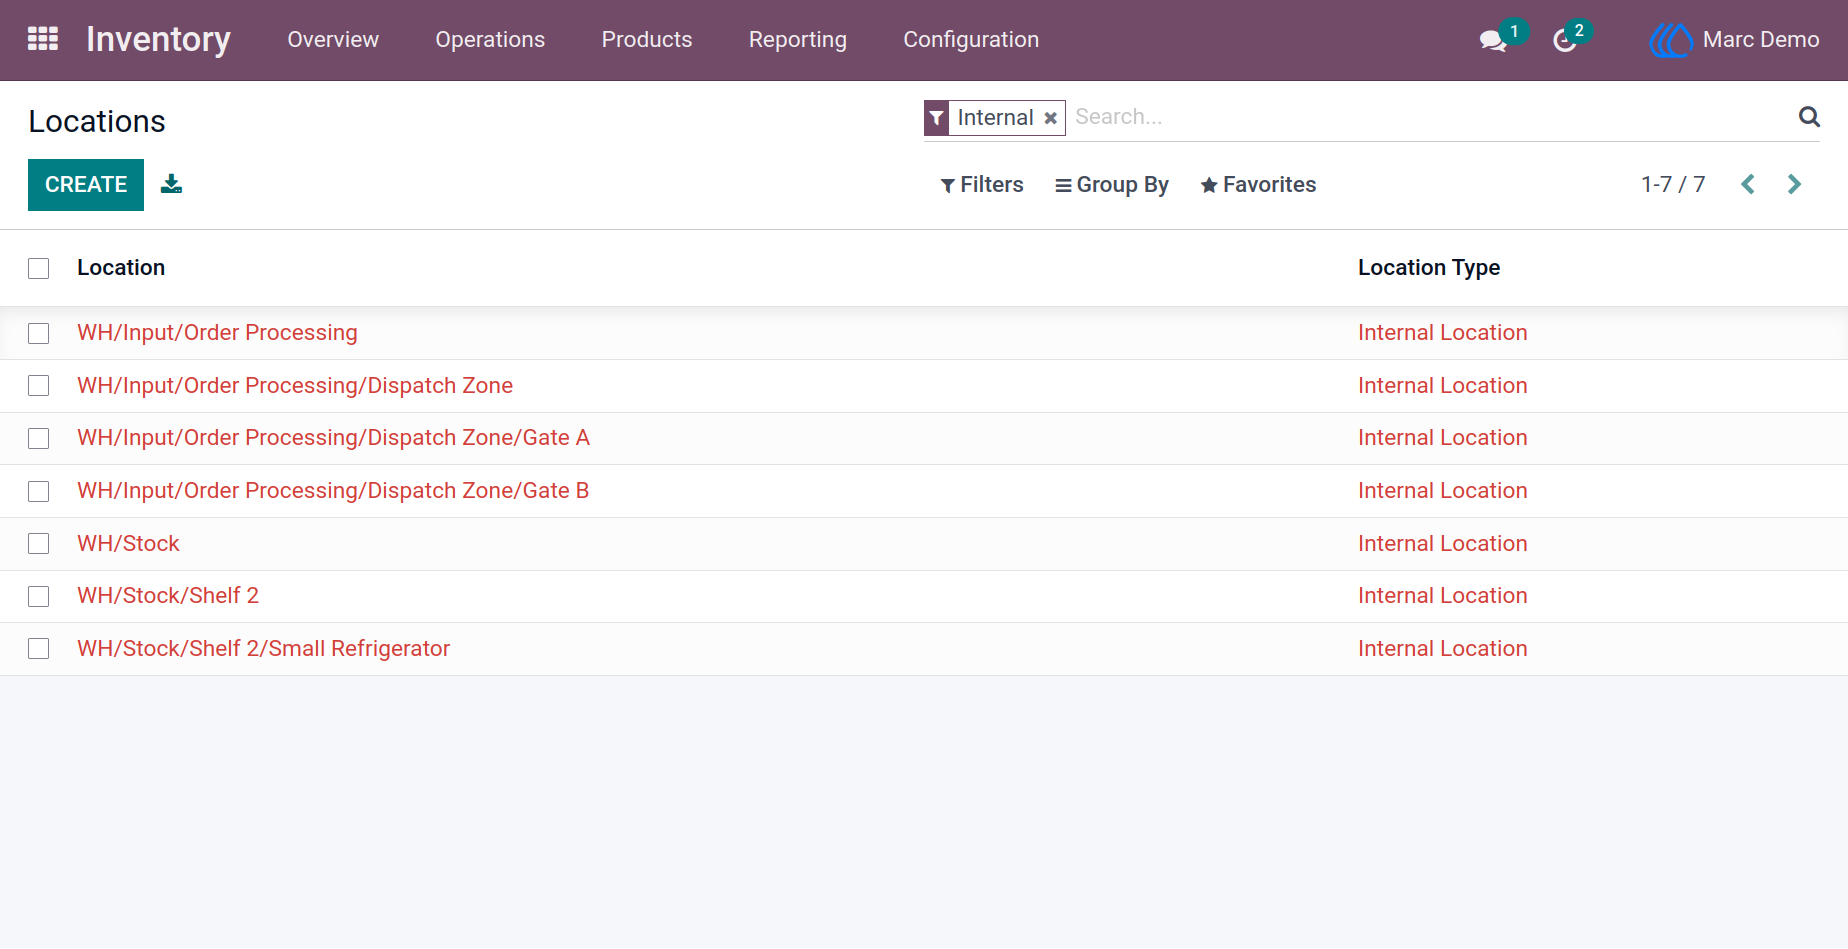 Inventory Overview Operations Products Reporting Configuration 1 2 Marc Demo
Locations Internal Search...
CREATE Filters Group By Favorites 1-7 / 7
Location Location Type
WH/Input/Order Processing Internal Location
WH/Input/Order Processing/Dispatch Zone Internal Location
WH/Input/Order Processing/Dispatch Zone/Gate A Internal Location
WH/Input/Order Processing/Dispatch Zone/Gate B Internal Location
WH/Stock Internal Location
WH/Stock/Shelf 2 Internal Location
WH/Stock/Shelf 2/Small Refrigerator Internal Location